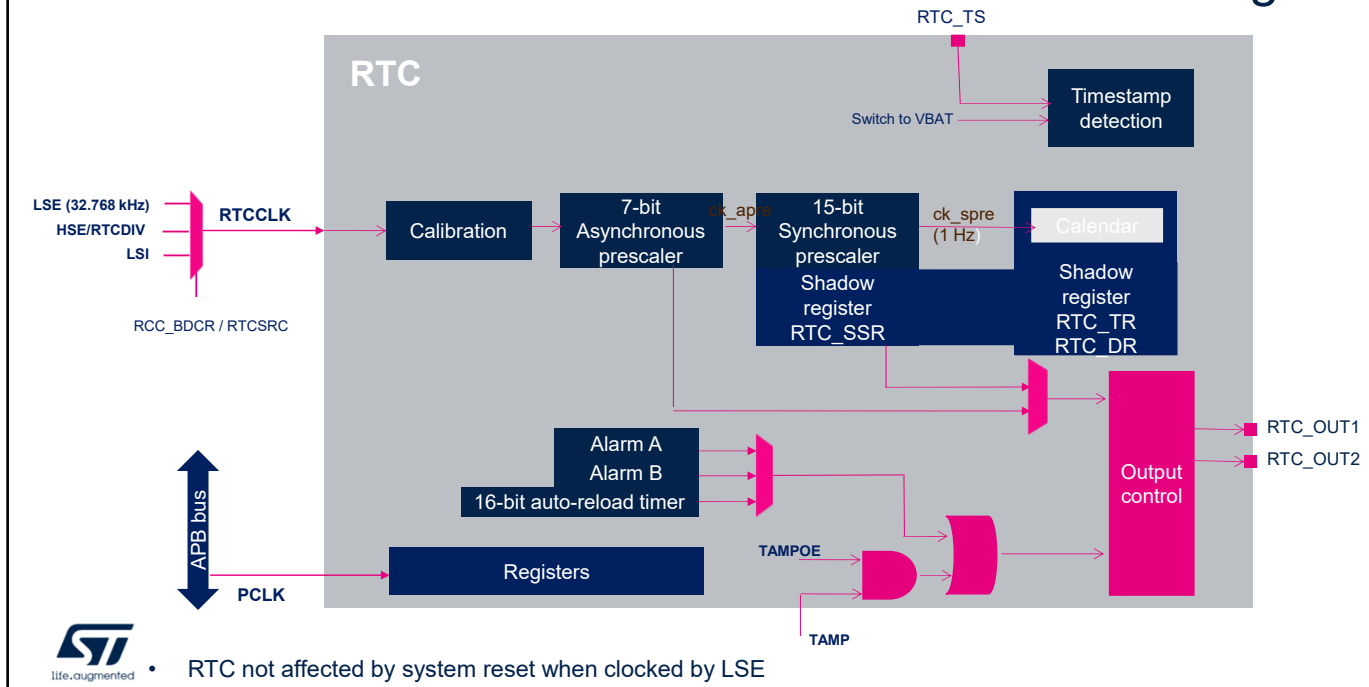 RTC_TS
RTC
Timestamp
detection
Switch to VBAT
LSE (32.768 kHz)
HSE/RTCDIV
LSI
RTCCLK
RCC_BDCR / RTCSRC
Calibration
7-bit
Asynchronous
prescaler
ck_apre
15-bit
Synchronous
prescaler
Shadow
register
RTC_SSR
ck_spre
(1 Hz)
Calendar
Shadow
register
RTC_TR
RTC_DR
Alarm A
Alarm B
16-bit auto-reload timer
Output
control
RTC_OUT1
RTC_OUT2
APB bus
PCLK
Registers
TAMPOE
TAMP
ST
life.augmented
• RTC not affected by system reset when clocked by LSE